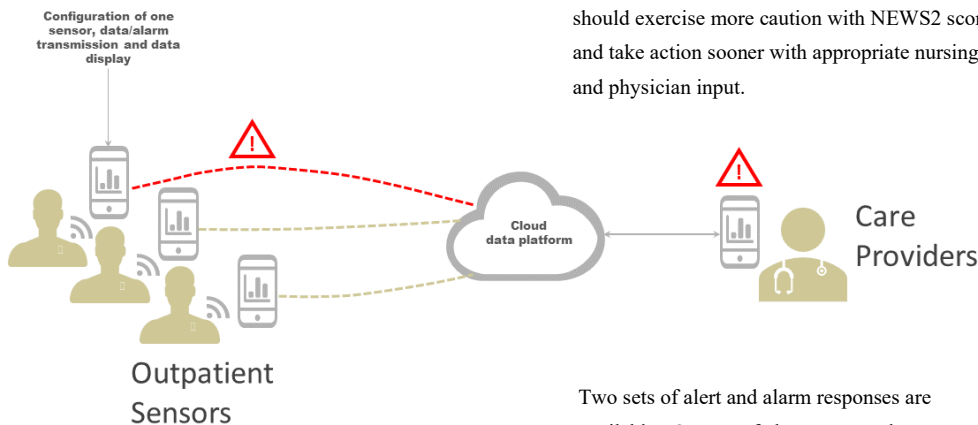 Configuration of one
sensor, data/alarm
transmission and data
display
should exercise more caution with NEWS2
and take action sooner with appropriate nursing
and physician input.
!
!
Cloud
data platform
Care
Providers
Outpatient
Sensors
Two sets of alert and alarm responses are